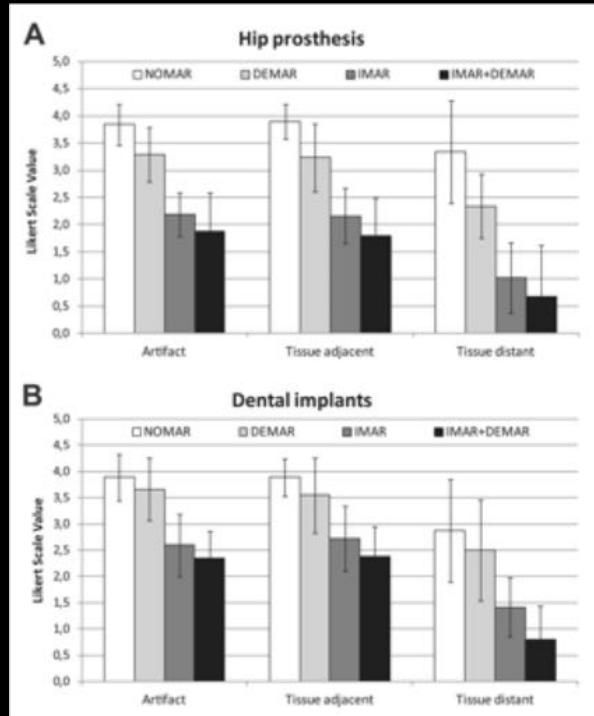 A
Hip prosthesis
5,0
NOMAR DEMAR IMAR IMAR+DEMAR
4,5
4,0
3,5
3,0
2,5
2,0
1,5
1,0
0,5
0,0
Likert Scale Value
Artifact Tissue adjacent Tissue distant
B
Dental implants
5,0
NOMAR DEMAR IMAR IMAR+DEMAR
4,5
4,0
3,5
3,0
2,5
2,0
1,5
1,0
0,5
0,0
Likert Scale Value
Artifact Tissue adjacent Tissue distant